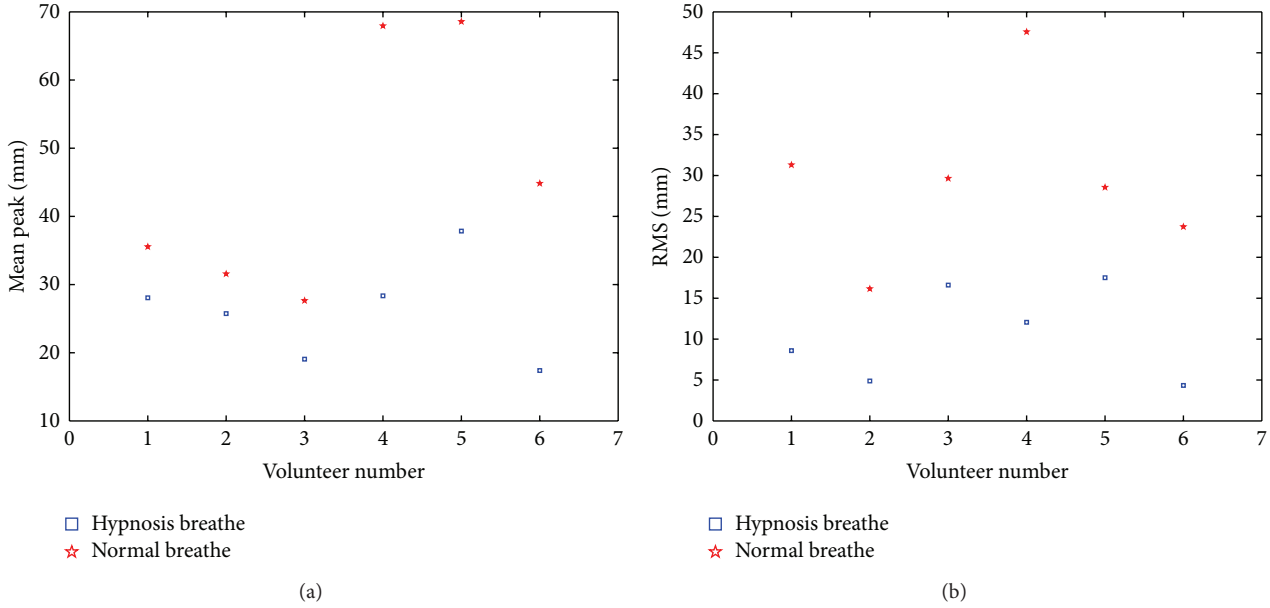 70
60
50
40
30
20
10
Mean peak (mm)
0 1 2 3 4 5 6 7
Volunteer number
Hypnosis breathe
Normal breathe
(a)
50
45
40
35
30
25
20
15
10
5
0
RMS (mm)
0 1 2 3 4 5 6 7
Volunteer number
Hypnosis breathe
Normal breathe
(b)